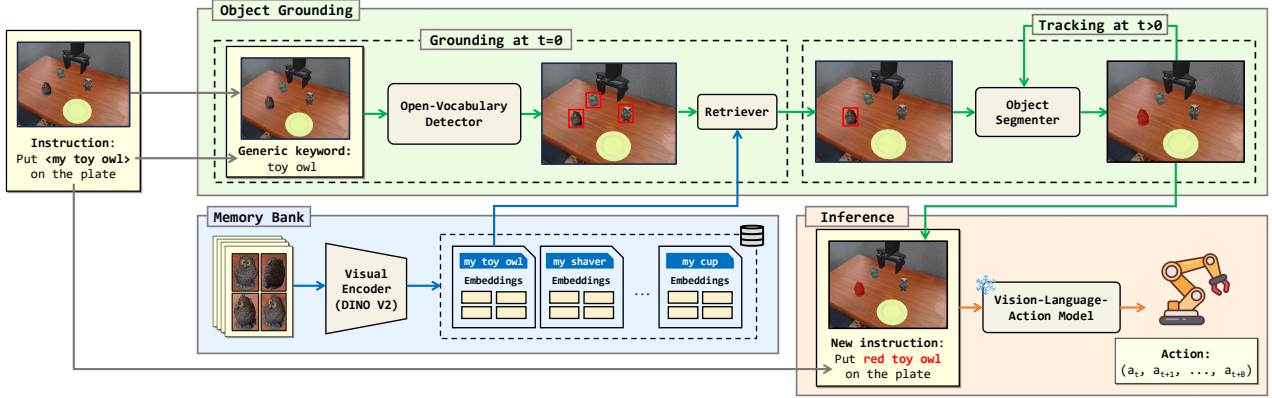 Object Grounding
Grounding at t=0
Tracking at t>0
Instruction:
Put <my toy owl>
on the plate
Generic keyword:
toy owl
Open-Vocabulary
Detector
Retriever
Object
Segmenter
Memory Bank
Visual
Encoder
(DINO V2)
my toy owl
Embeddings
my shaver
Embeddings
...
my cup
Embeddings
Inference
New instruction:
Put red toy owl
on the plate
Vision-Language-
Action Model
Action:
(aₜ, aₜ₊₁, ..., aₜ₊₈)